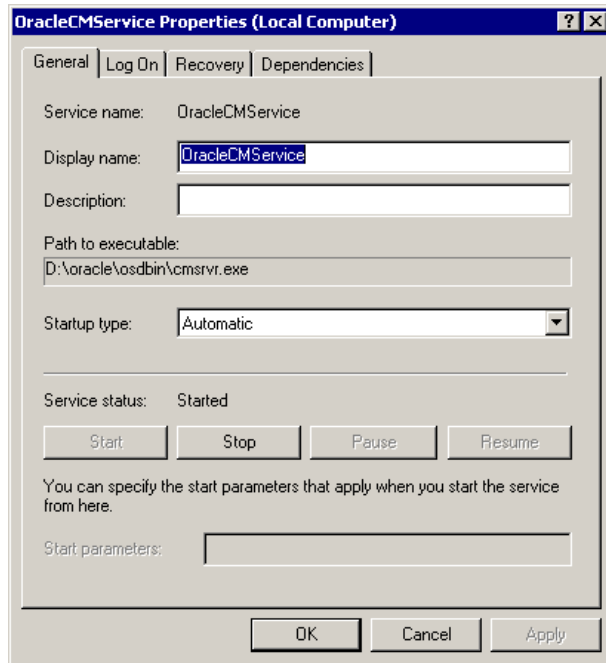 OracleCMService Properties (Local Computer)
General Log On Recovery Dependencies
Service name: OracleCMService
Display name: OracleCMService
Description:
Path to executable:
D:\oracle\osdbin\cmsrvr.exe
Startup type: Automatic
Service status: Started
Start Stop Pause Resume
You can specify the start parameters that apply when you start the service
from here.
Start parameters:
OK Cancel Apply